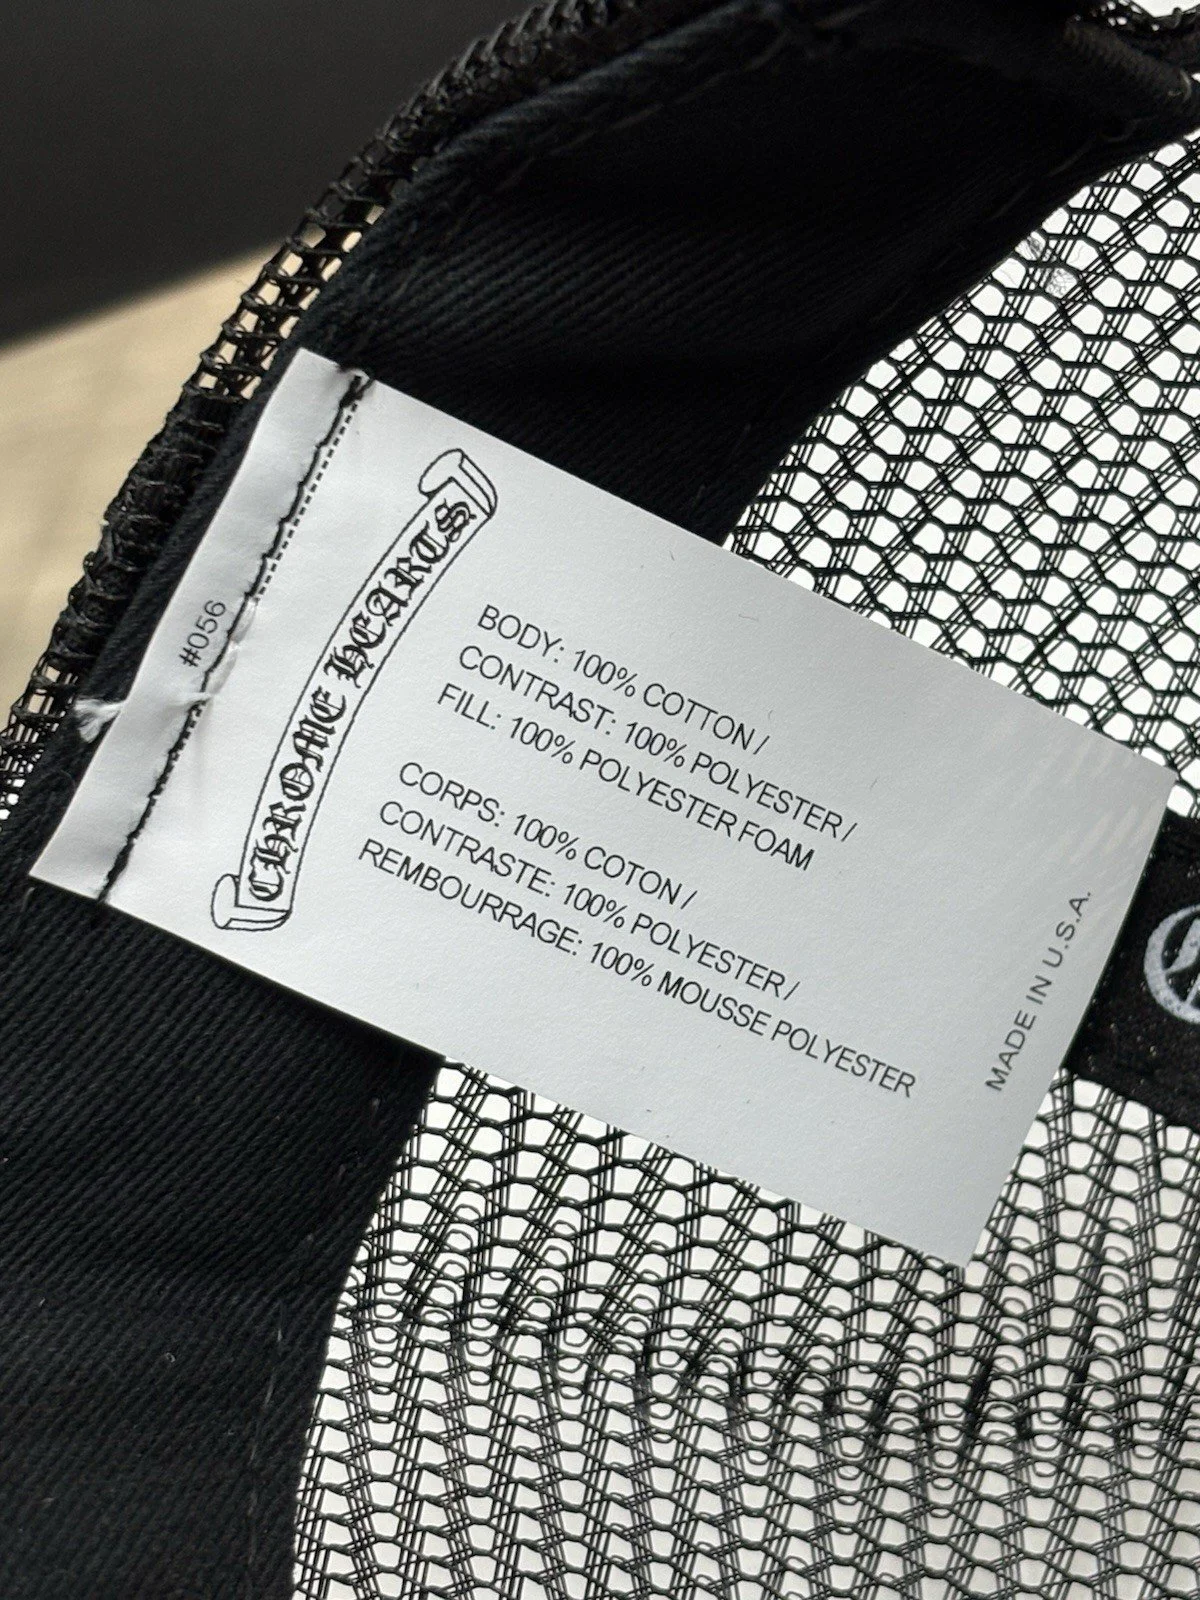 #056
CHROME HEARTS
BODY: 100% COTTON /
CONTRAST: 100% POLYESTER /
FILL: 100% POLYESTER FOAM
CORPS: 100% COTON /
CONTRASTE: 100% POLYESTER /
REMBOURRAGE: 100% MOUSSE POLYESTER
MADE IN U.S.A.